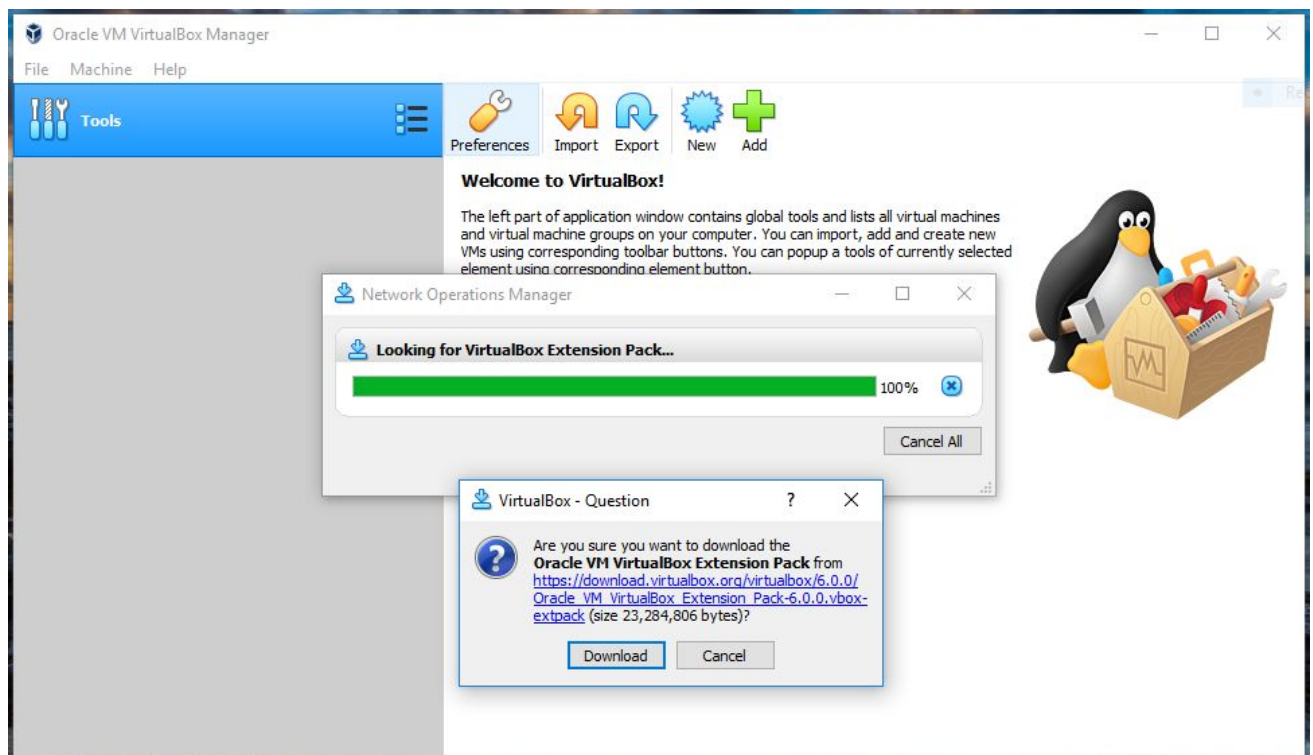 Oracle VM VirtualBox Manager
File Machine Help
Tools
Preferences Import Export New Add
Welcome to VirtualBox!
The left part of application window contains global tools and lists all virtual machines
and virtual machine groups on your computer. You can import, add and create new
VMs using corresponding toolbar buttons. You can popup a tools of currently selected
element using corresponding element button.
Network Operations Manager
Looking for VirtualBox Extension Pack...
100%
Cancel All
VirtualBox - Question
Are you sure you want to download the
Oracle VM VirtualBox Extension Pack from
https://download.virtualbox.org/virtualbox/6.0.0/
Oracle_VM_VirtualBox_Extension_Pack-6.0.0.vbox-
extpack (size 23,284,806 bytes)?
Download Cancel